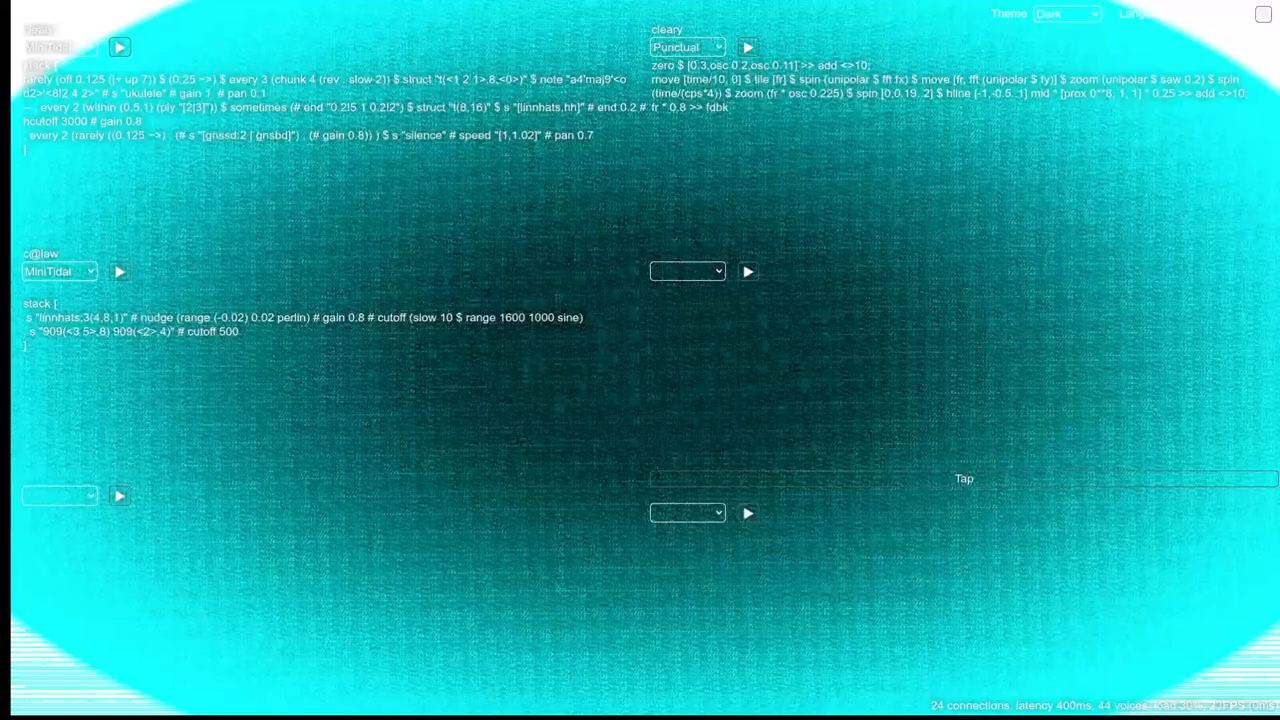 Theme Dark
cleary
MiniTidal
stack [
rarely (off 0.125 (|+ up 7)) $ (0.25 ~>) $ every 3 (chunk 4 (rev . slow 2)) $ struct "t(<1 2 1>,8,<0>)" $ note "a4'maj9'<o
d2>'<8!2 4 2>" # s "ukulele" # gain 1 # pan 0.1
-- , every 2 (within (0.5,1) (ply "[2|3]")) $ sometimes (# end "0.2!5 1 0.2!2") $ struct "t(8,16)" $ s "[linnhats.hh]" # end 0.2 #
hcutoff 3000 # gain 0.8
, every 2 (rarely ((0.125 ~>) . (# s "[gnssd:2 | gnsbd]") . (# gain 0.8)) ) $ s "silence" # speed "[1,1.02]" # pan 0.7
]
cleary
Punctual
zero $ [0.3,osc 0.2,osc 0.11] >> add <>10;
move [time/10, 0] $ tile [fr] $ spin (unipolar $ fft fx) $ move [fr, fft (unipolar $ fy)] $ zoom (unipolar $ saw 0.2) $ spin
(time/(cps*4)) $ zoom (fr * osc 0.225) $ spin [0,0.19..2] $ hline [-1,-0.5..1] mid * [prox 0**8, 1, 1] * 0.25 >> add <>10;
fr * 0.8 >> fdbk
c@law
MiniTidal
stack [
s "linnhats:3(4,8,1)" # nudge (range (-0.02) 0.02 perlin) # gain 0.8 # cutoff (slow 10 $ range 1600 1000 sine)
s "909(<3 5>,8) 909(<2>,4)" # cutoff 500
]
Tap
24 connections, latency 400ms, 44 voices,